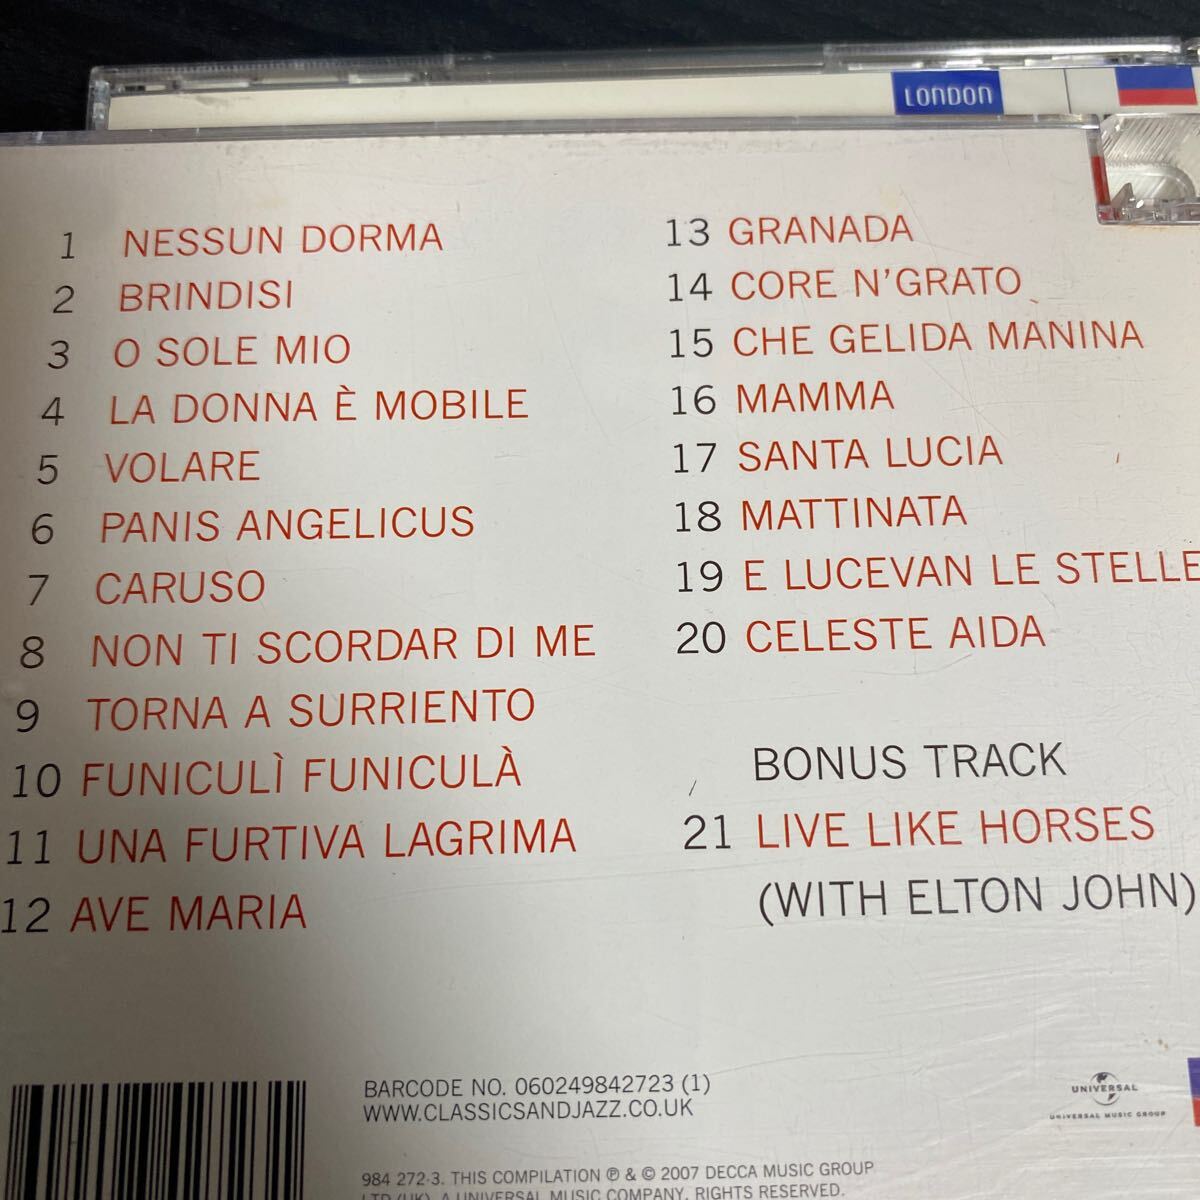 LONDON
1 NESSUN DORMA
2 BRINDISI
3 O SOLE MIO
4 LA DONNA È MOBILE
5 VOLARE
6 PANIS ANGELICUS
7 CARUSO
8 NON TI SCORDAR DI ME
9 TORNA A SURRIENTO
10 FUNICULÌ FUNICULÀ
11 UNA FURTIVA LAGRIMA
12 AVE MARIA
13 GRANADA
14 CORE N'GRATO
15 CHE GELIDA MANINA
16 MAMMA
17 SANTA LUCIA
18 MATTINATA
19 E LUCEVAN LE STELLE
20 CELESTE AIDA
BONUS TRACK
21 LIVE LIKE HORSES
(WITH ELTON JOHN)
BARCODE NO. 060249842723 (1)
WWW.CLASSICSANDJAZZ.CO.UK
UNIVERSAL
UNIVERSAL MUSIC GROUP
984 272-3. THIS COMPILATION ℗ & © 2007 DECCA MUSIC GROUP
LTD (UK), A UNIVERSAL MUSIC COMPANY. RIGHTS RESERVED.